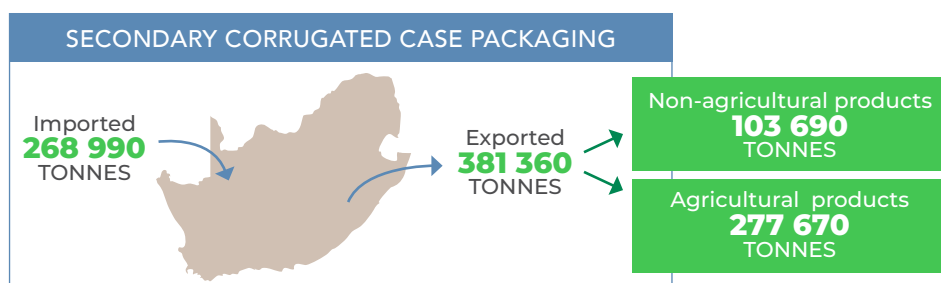 SECONDARY CORRUGATED CASE PACKAGING
Imported
268 990
TONNES
Exported
381 360
TONNES
Non-agricultural products
103 690
TONNES
Agricultural products
277 670
TONNES